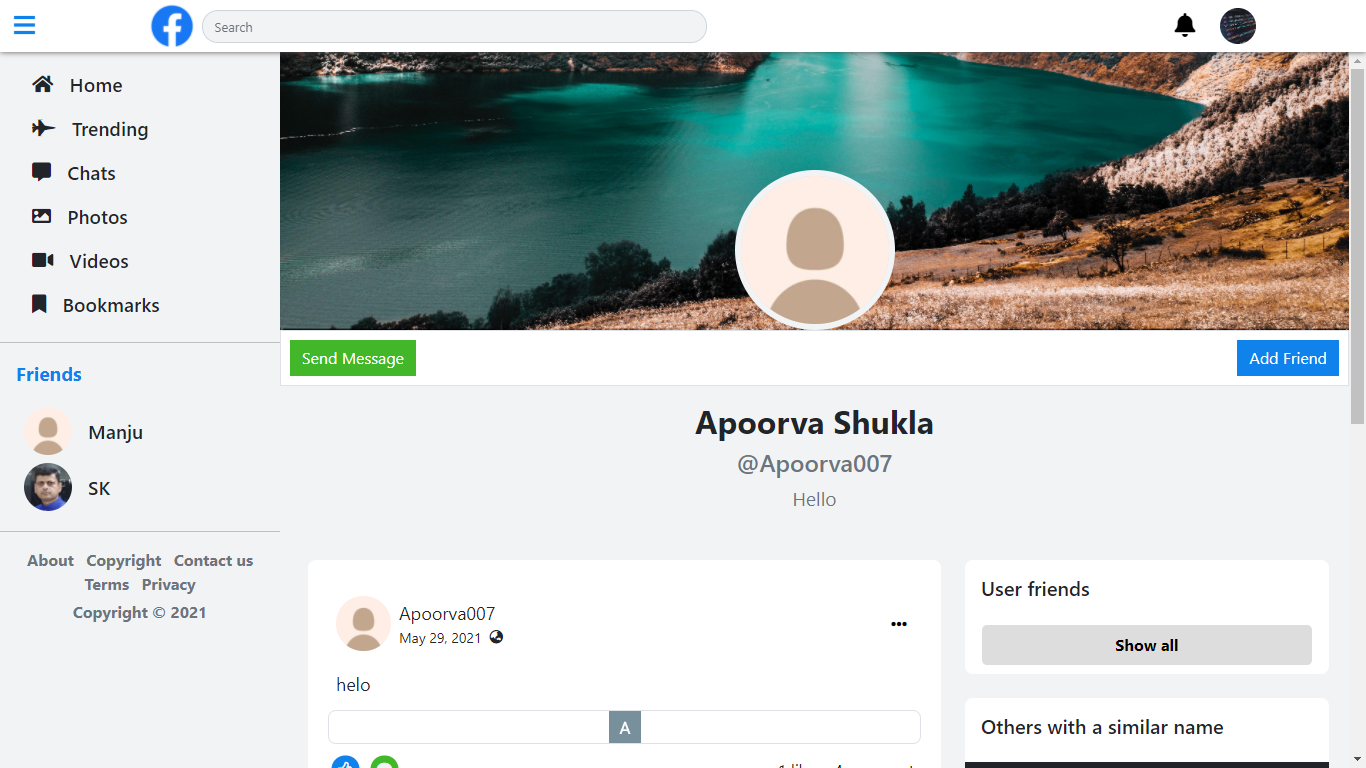 Search
Home
Trending
Chats
Photos
Videos
Bookmarks
Friends
Manju
SK
About Copyright Contact us
Terms Privacy
Copyright © 2021
Send Message
Add Friend
Apoorva Shukla
@Apoorva007
Hello
Apoorva007
May 29, 2021
helo
A
User friends
Show all
Others with a similar name